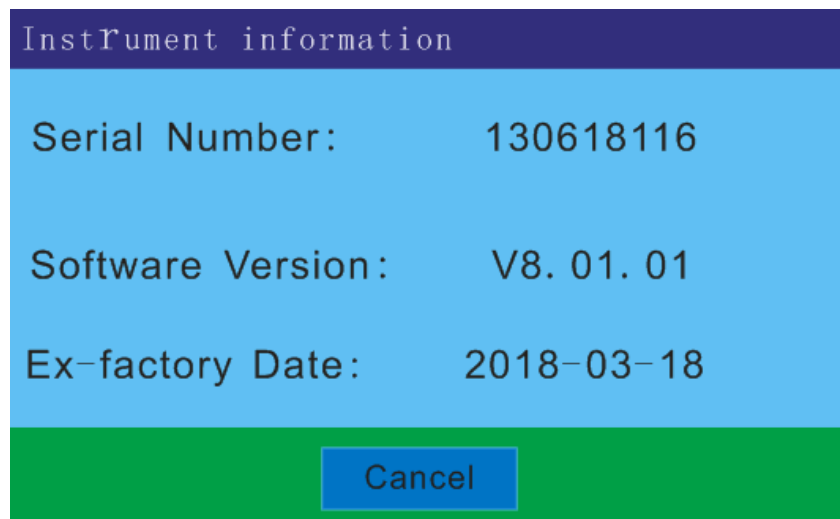 Instrument information
Serial Number: 130618116
Software Version: V8.01.01
Ex-factory Date: 2018-03-18
Cancel